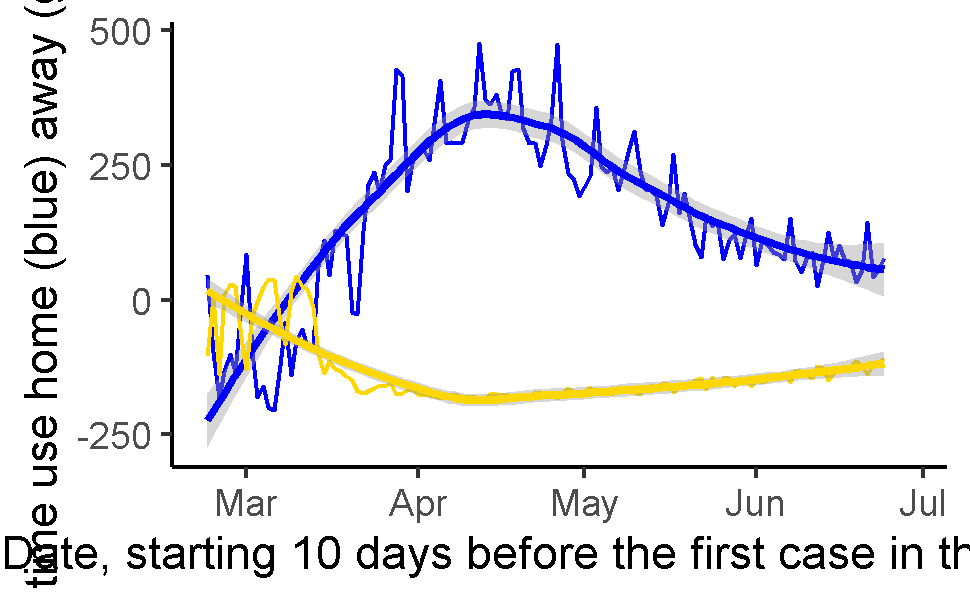 time use home (blue) away (
500
250
0
-250
Mar Apr May Jun Jul
Date, starting 10 days before the first case in th